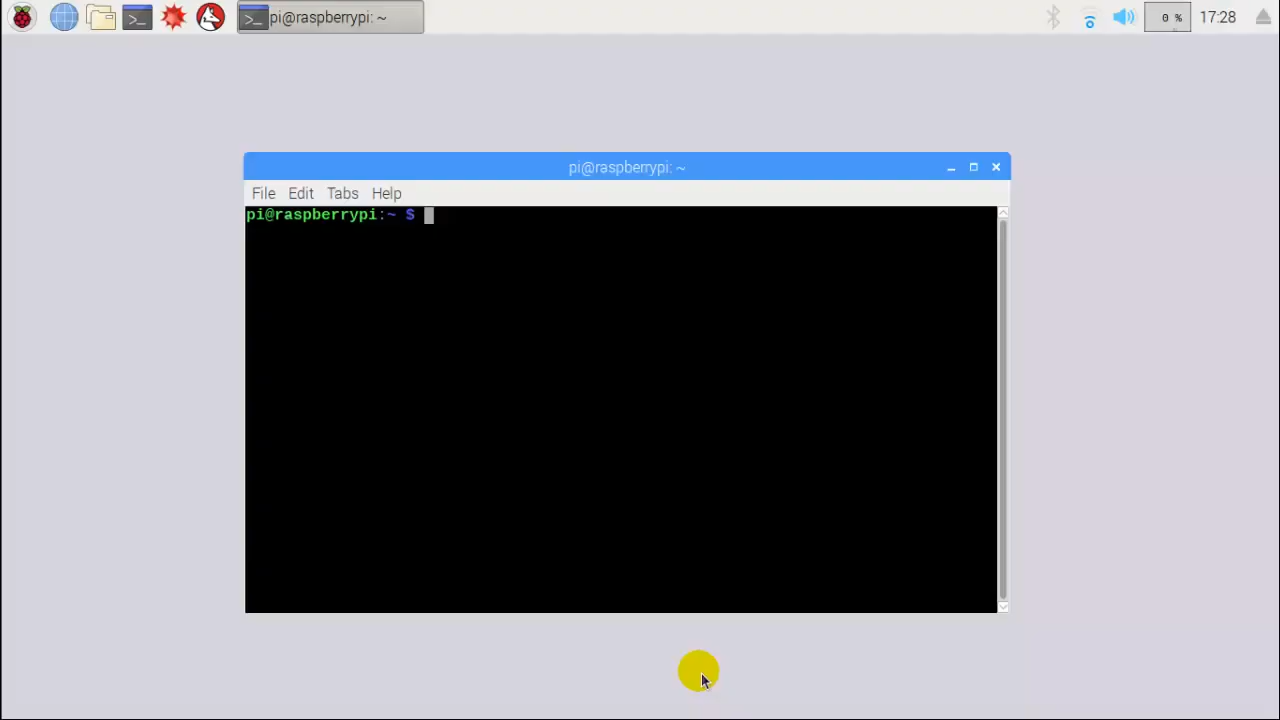 pi@raspberrypi: ~
0 %
17:28
pi@raspberrypi: ~
File Edit Tabs Help
pi@raspberrypi:~ $